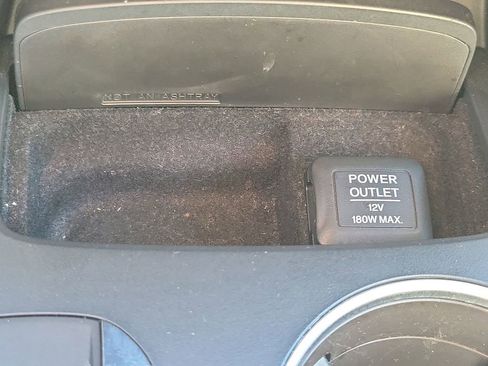 NOT AN ASHTRAY
POWER
OUTLET
12V
180W MAX.